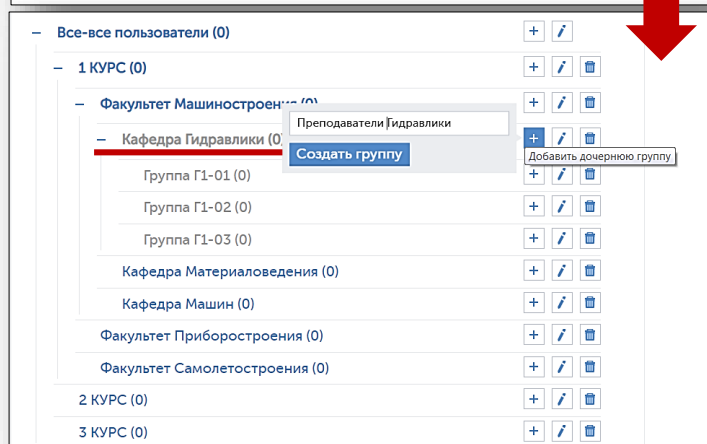 Все-все пользователи (0)
1 КУРС (0)
Факультет Машиностроения (0)
Преподаватели Гидравлики
Кафедра Гидравлики (0)
Создать группу
Добавить дочернюю группу
Группа Г1-01 (0)
Группа Г1-02 (0)
Группа Г1-03 (0)
Кафедра Материаловедения (0)
Кафедра Машин (0)
Факультет Приборостроения (0)
Факультет Самолетостроения (0)
2 КУРС (0)
3 КУРС (0)